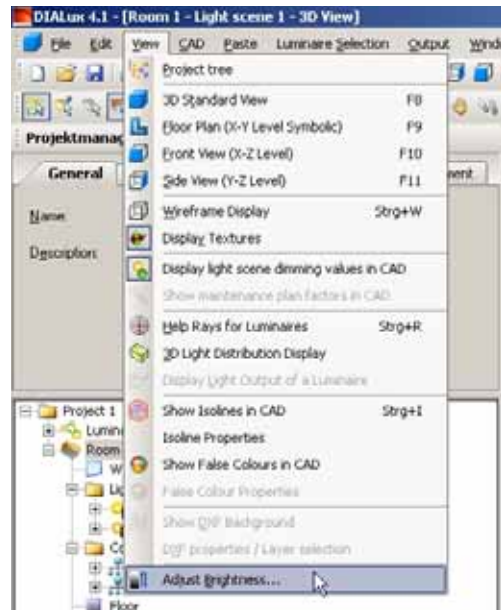 DIALux 4.1 - [Room 1 - Light scene 1 - 3D View]
File Edit View CAD Paste Luminaire Selection Output Wind
Project tree
3D Standard View F8
Floor Plan (X-Y Level Symbolic) F9
Projektmanag
Front View (X-Z Level) F10
General
Side View (Y-Z Level) F11
ment
Name
Wireframe Display Strg+W
Display Textures
Description:
Display light scene dimming values in CAD
Show maintenance plan factors in CAD
Help Rays for Luminaires Strg+R
3D Light Distribution Display
Display Light Output of a Luminaire
Project 1
Show Isolines in CAD Strg+I
Lumin
Isoline Properties
Room
W
Show False Colours in CAD
Lig
False Colour Properties
Show DXF Background
Co
DXF properties / Layer selection
Adjust Brightness...
Floor